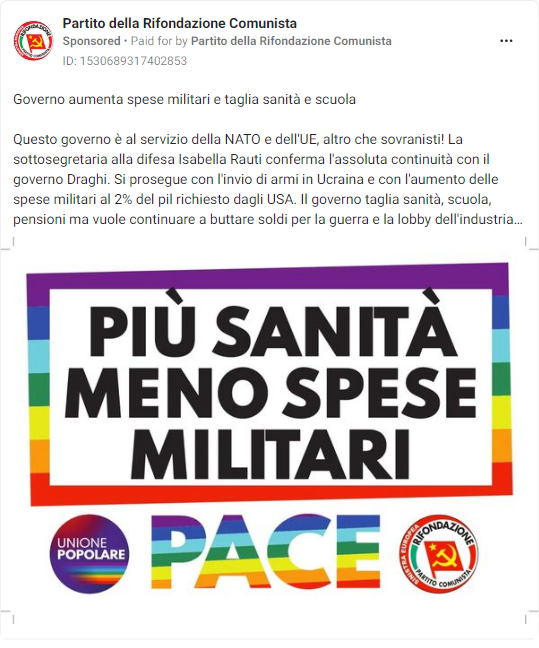 Partito della Rifondazione Comunista
Sponsored • Paid for by Partito della Rifondazione Comunista
ID: 1530689317402853
Governo aumenta spese militari e taglia sanità e scuola
Questo governo è al servizio della NATO e dell'UE, altro che sovranisti! La
sottosegretaria alla difesa Isabella Rauti conferma l'assoluta continuità con il
governo Draghi. Si prosegue con l'invio di armi in Ucraina e con l'aumento delle
spese militari al 2% del pil richiesto dagli USA. Il governo taglia sanità, scuola,
pensioni ma vuole continuare a buttare soldi per la guerra e la lobby dell'industria...
PIÙ SANITÀ
MENO SPESE
MILITARI
UNIONE
POPOLARE
PACE
RIFONDAZIONE
PARTITO COMUNISTA
SINISTRA EUROPEA